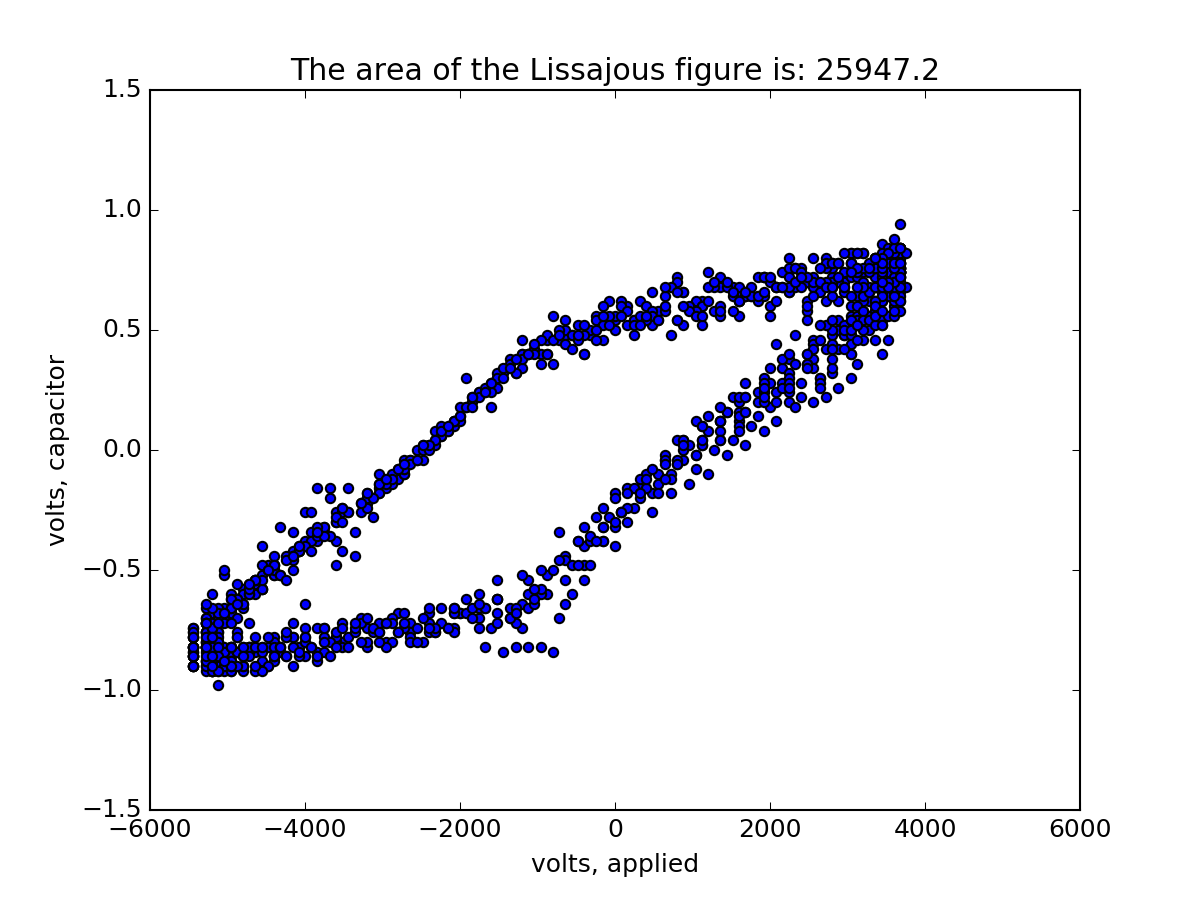 The area of the Lissajous figure is: 25947.2
1.5
1.0
0.5
0.0
−0.5
−1.0
−1.5
−6000 −4000 −2000 0 2000 4000 6000
volts, capacitor
volts, applied